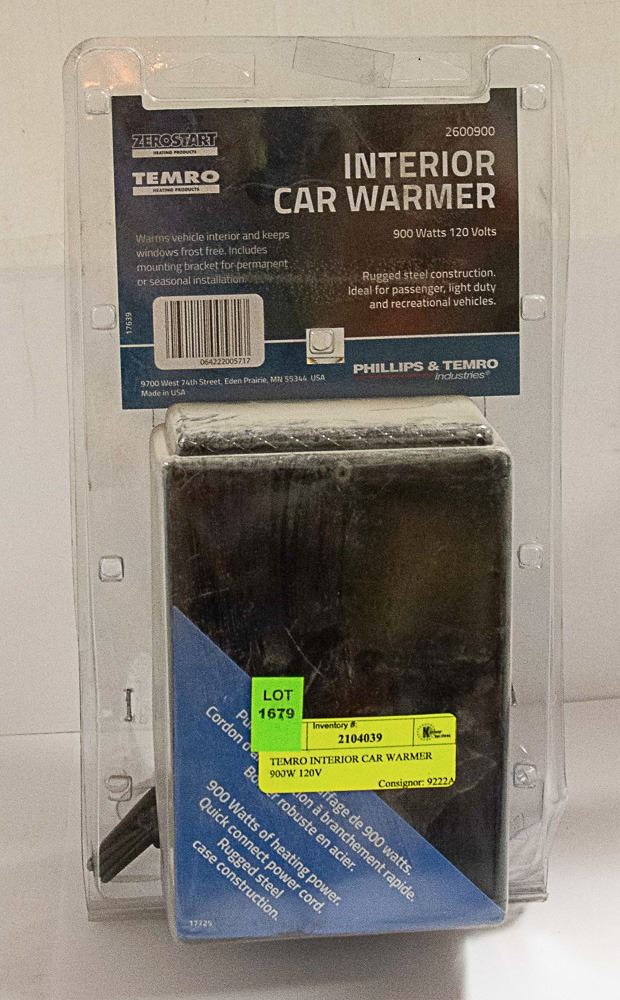 ZEROSTART
HEATING PRODUCTS
TEMRO
HEATING PRODUCTS
2600900
INTERIOR
CAR WARMER
900 Watts 120 Volts
Warms vehicle interior and keeps
windows frost free. Includes
mounting bracket for permanent
or seasonal installation.
Rugged steel construction.
Ideal for passenger, light duty
and recreational vehicles.
17639
064222005717
PHILLIPS & TEMRO
industries®
9700 West 74th Street, Eden Prairie, MN 55344 USA
Made in USA
LOT
1679
Inventory #:
2104039
TEMRO INTERIOR CAR WARMER
900W 120V
Consignor: 9222A
de 900 watts.
Cordon à branchement rapide.
robuste en acier.
900 Watts of heating power.
Quick connect power cord.
Rugged steel
case construction.
17725